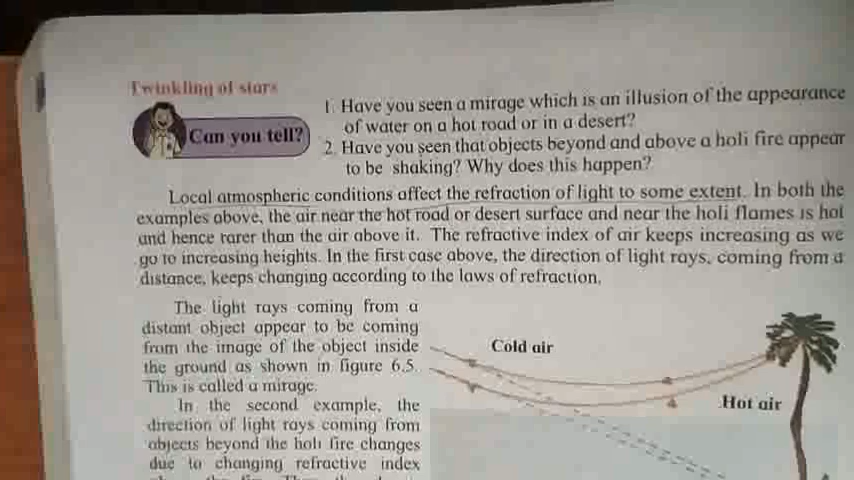 Twinkling of stars
Can you tell?
1. Have you seen a mirage which is an illusion of the appearance
of water on a hot road or in a desert?
2. Have you seen that objects beyond and above a holi fire appear
to be shaking? Why does this happen?
Local atmospheric conditions affect the refraction of light to some extent. In both the
examples above, the air near the hot road or desert surface and near the holi flames is hot
and hence rarer than the air above it. The refractive index of air keeps increasing as we
go to increasing heights. In the first case above, the direction of light rays, coming from a
distance, keeps changing according to the laws of refraction.
The light rays coming from a
distant object appear to be coming
from the image of the object inside
the ground as shown in figure 6.5.
This is called a mirage.
In the second example, the
direction of light rays coming from
objects beyond the holi fire changes
due to changing refractive index
Cold air
Hot air